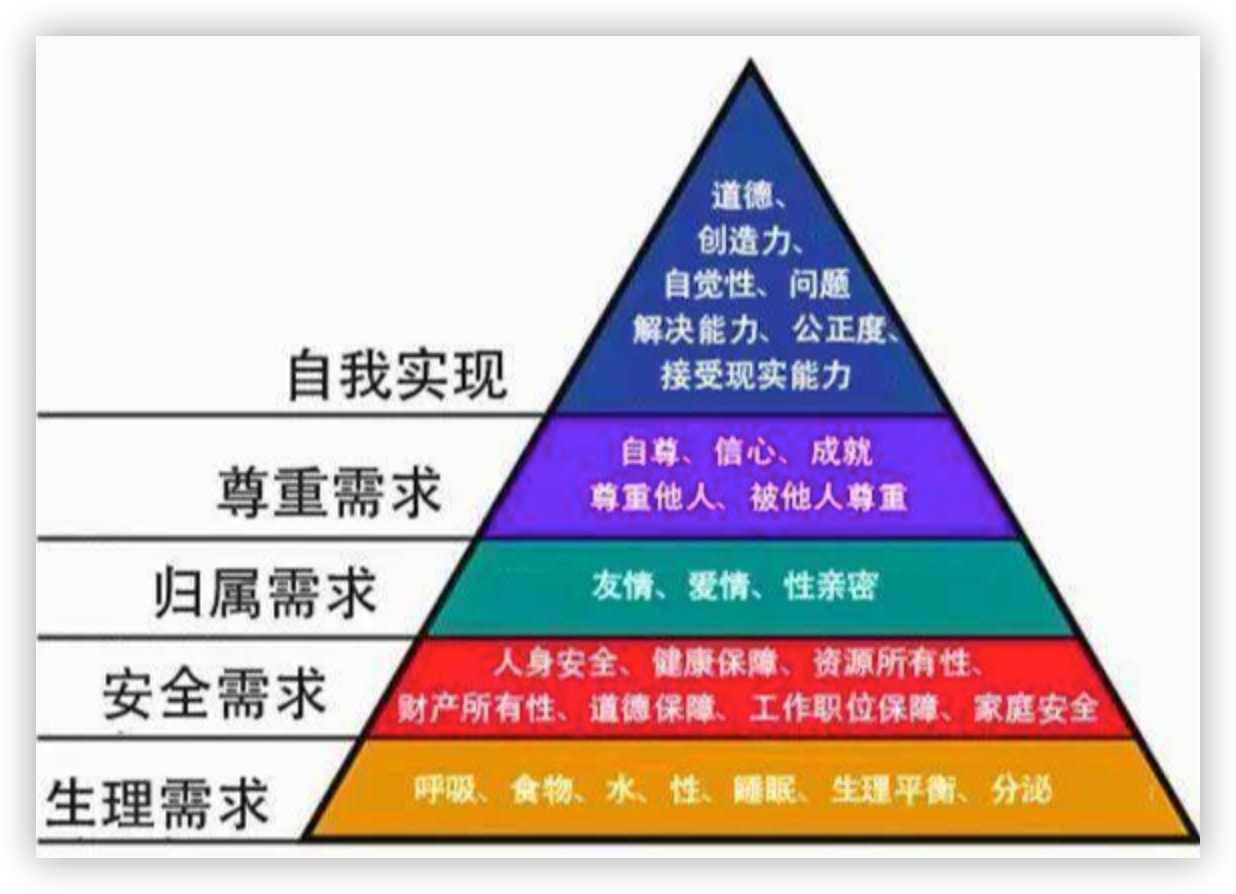 道德、
创造力、
自觉性、问题
解决能力、公正度、
接受现实能力
自我实现
自尊、信心、成就
尊重他人、被他人尊重
尊重需求
友情、爱情、性亲密
归属需求
人身安全、健康保障、资源所有性、
财产所有性、道德保障、工作职位保障、家庭安全
安全需求
呼吸、食物、水、性、睡眠、生理平衡、分泌
生理需求